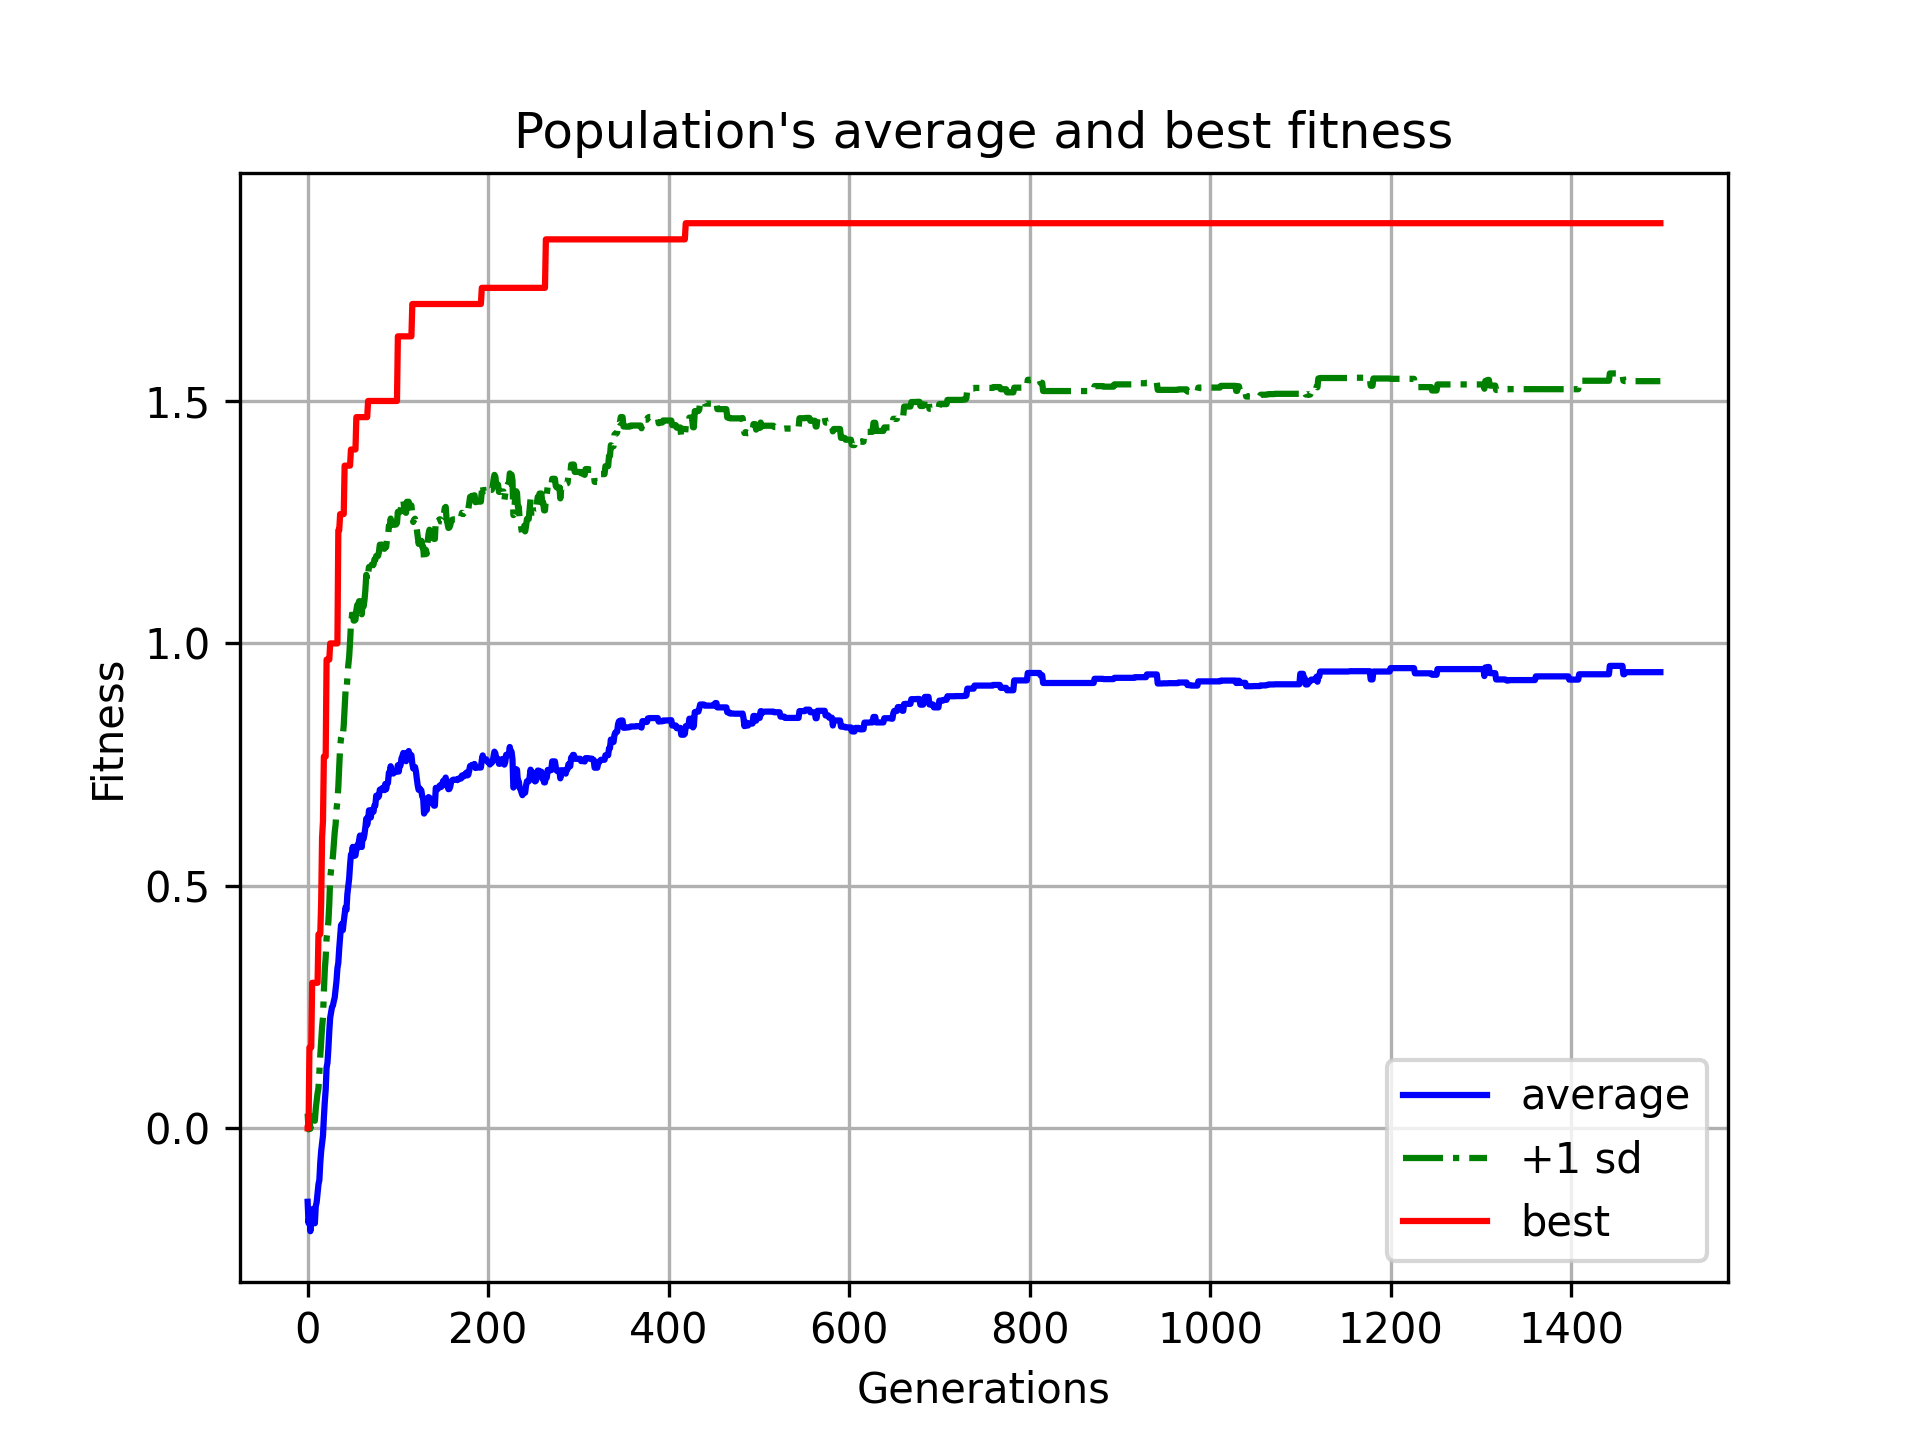 Population's average and best fitness
Fitness
1.5
1.0
0.5
0.0
average
+1 sd
best
0 200 400 600 800 1000 1200 1400
Generations